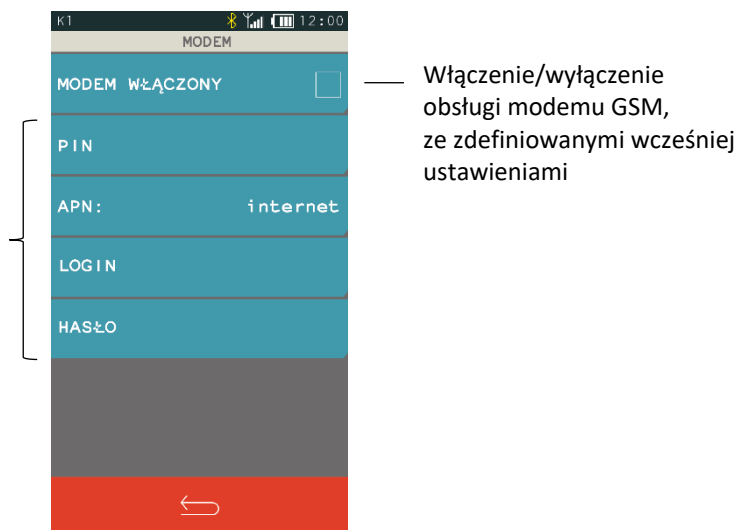 K1 12:00
MODEM
MODEM WŁĄCZONY
PIN
APN: internet
LOGIN
HASŁO
Włączenie/wyłączenie
obsługi modemu GSM,
ze zdefiniowanymi wcześniej
ustawieniami